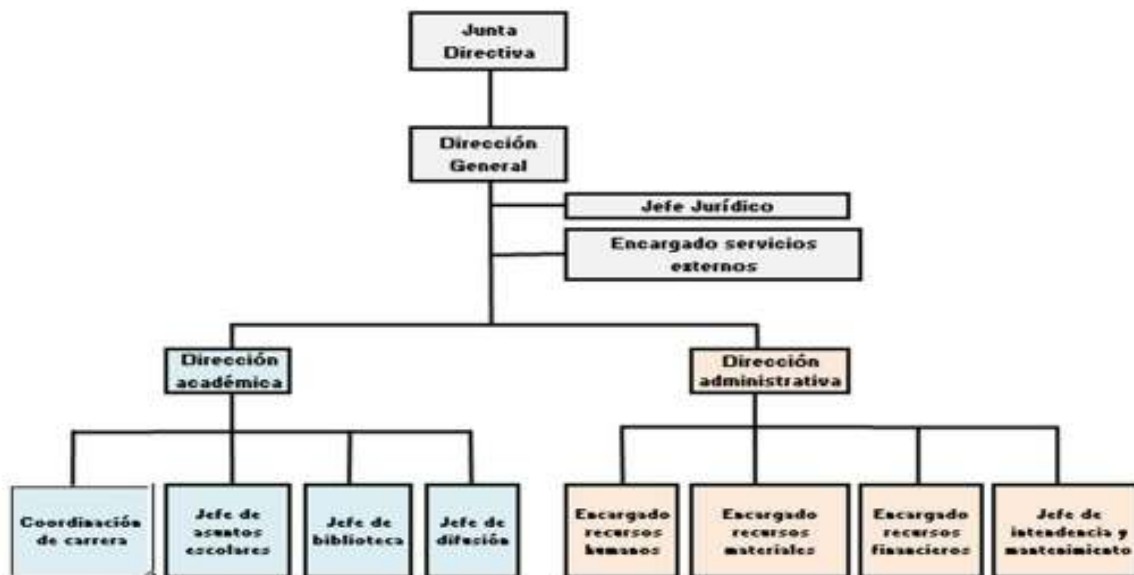 Junta
Directiva
Dirección
General
Jefe Jurídico
Encargado servicios
externos
Dirección
académica
Dirección
administrativa
Coordinación
de carrera
Jefe de
asuntos
escolares
Jefe de
biblioteca
Jefe de
difusión
Encargado
recursos
humanos
Encargado
recursos
materiales
Encargado
recursos
financieros
Jefe de
intendencia y
mantenimiento